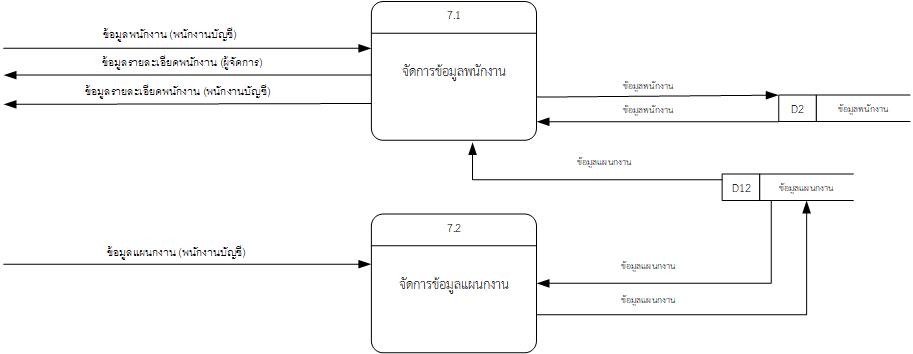 7.1
ข้อมูลพนักงาน (พนักงานบัญชี)
ข้อมูลรายละเอียดพนักงาน (ผู้จัดการ)
จัดการข้อมูลพนักงาน
ข้อมูลรายละเอียดพนักงาน (พนักงานบัญชี)
ข้อมูลพนักงาน
ข้อมูลพนักงาน
D2
ข้อมูลพนักงาน
ข้อมูลแผนกงาน
D12
ข้อมูลแผนกงาน
7.2
ข้อมูลแผนกงาน (พนักงานบัญชี)
จัดการข้อมูลแผนกงาน
ข้อมูลแผนกงาน
ข้อมูลแผนกงาน